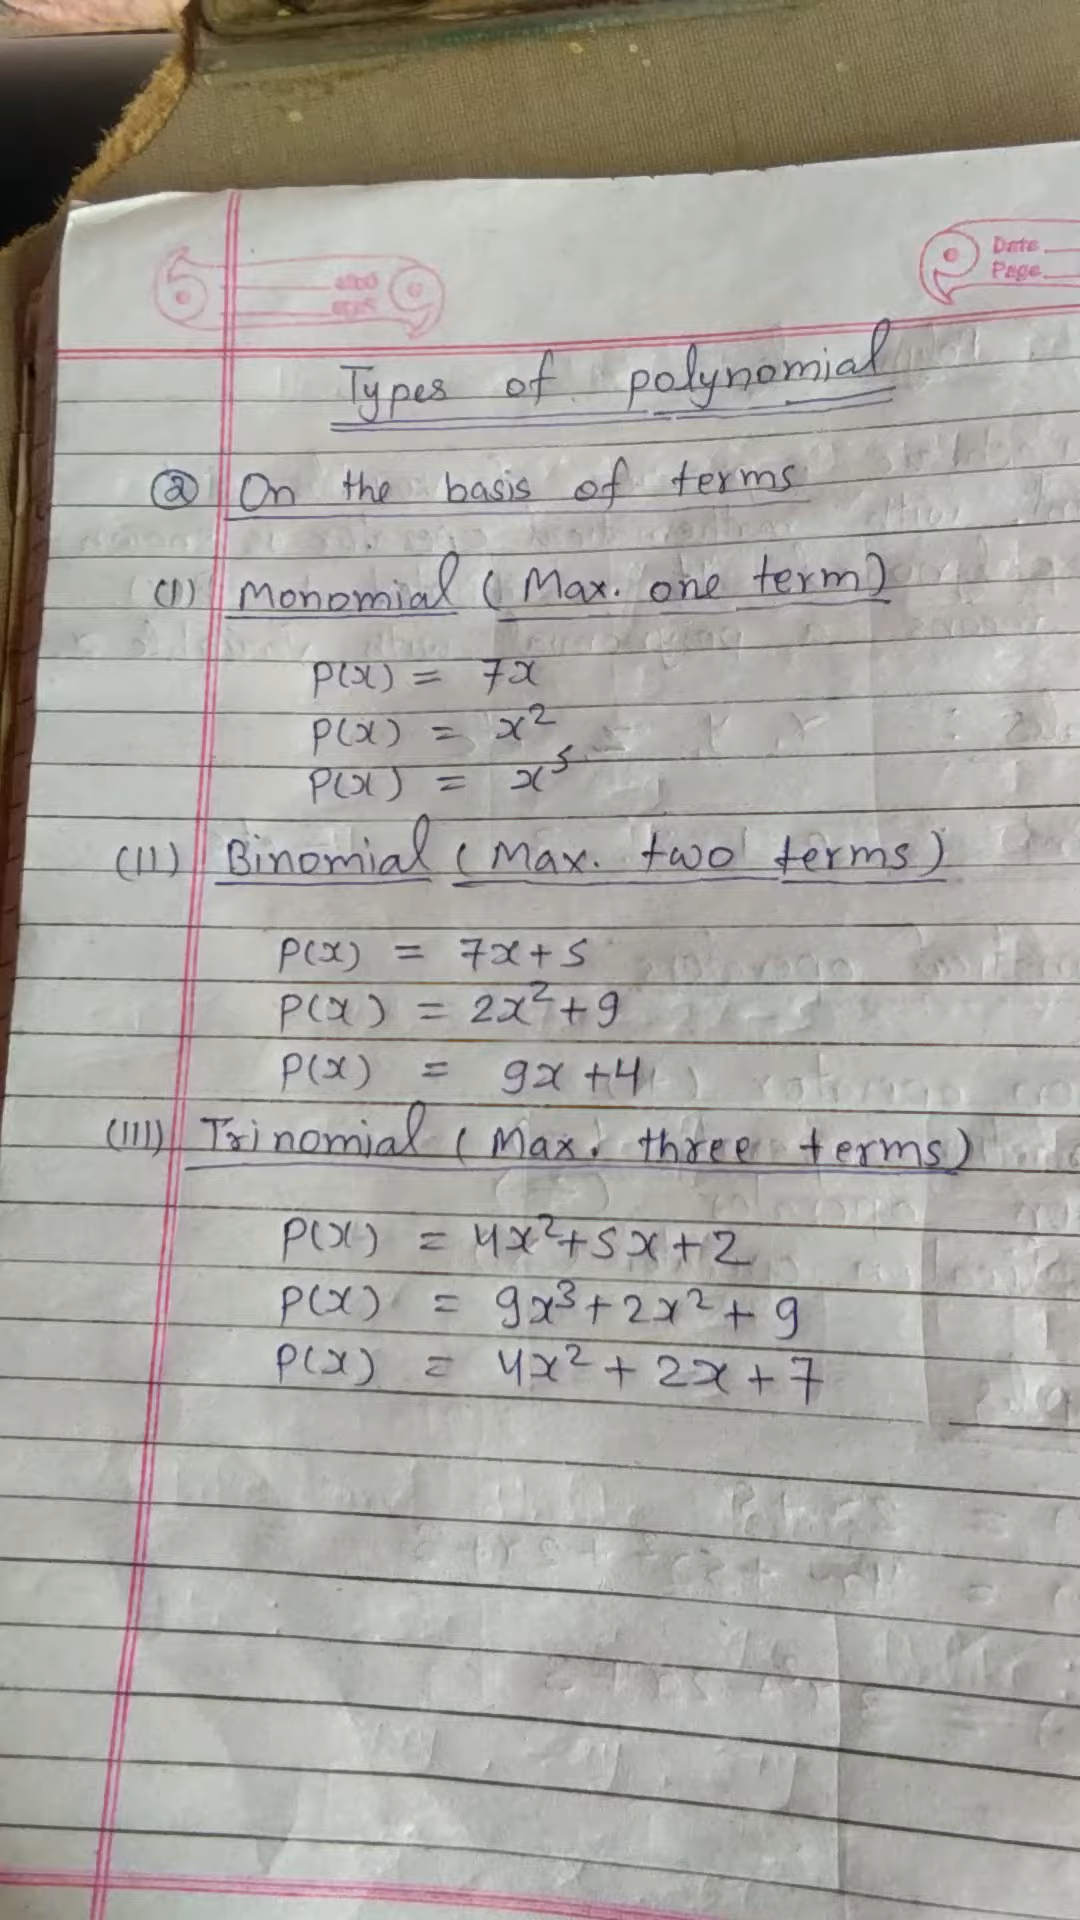 Date
Page
Types of polynomial
② On the basis of terms
(I) Monomial (Max. one term)
P(x) = 7x
P(x) = x²
P(x) = x⁵
(II) Binomial (Max. two terms)
P(x) = 7x+5
P(x) = 2x²+9
P(x) = 9x+4
(III) Trinomial (Max. three terms)
P(x) = 4x²+5x+2
P(x) = 9x³+2x²+9
P(x) = 4x²+2x+7